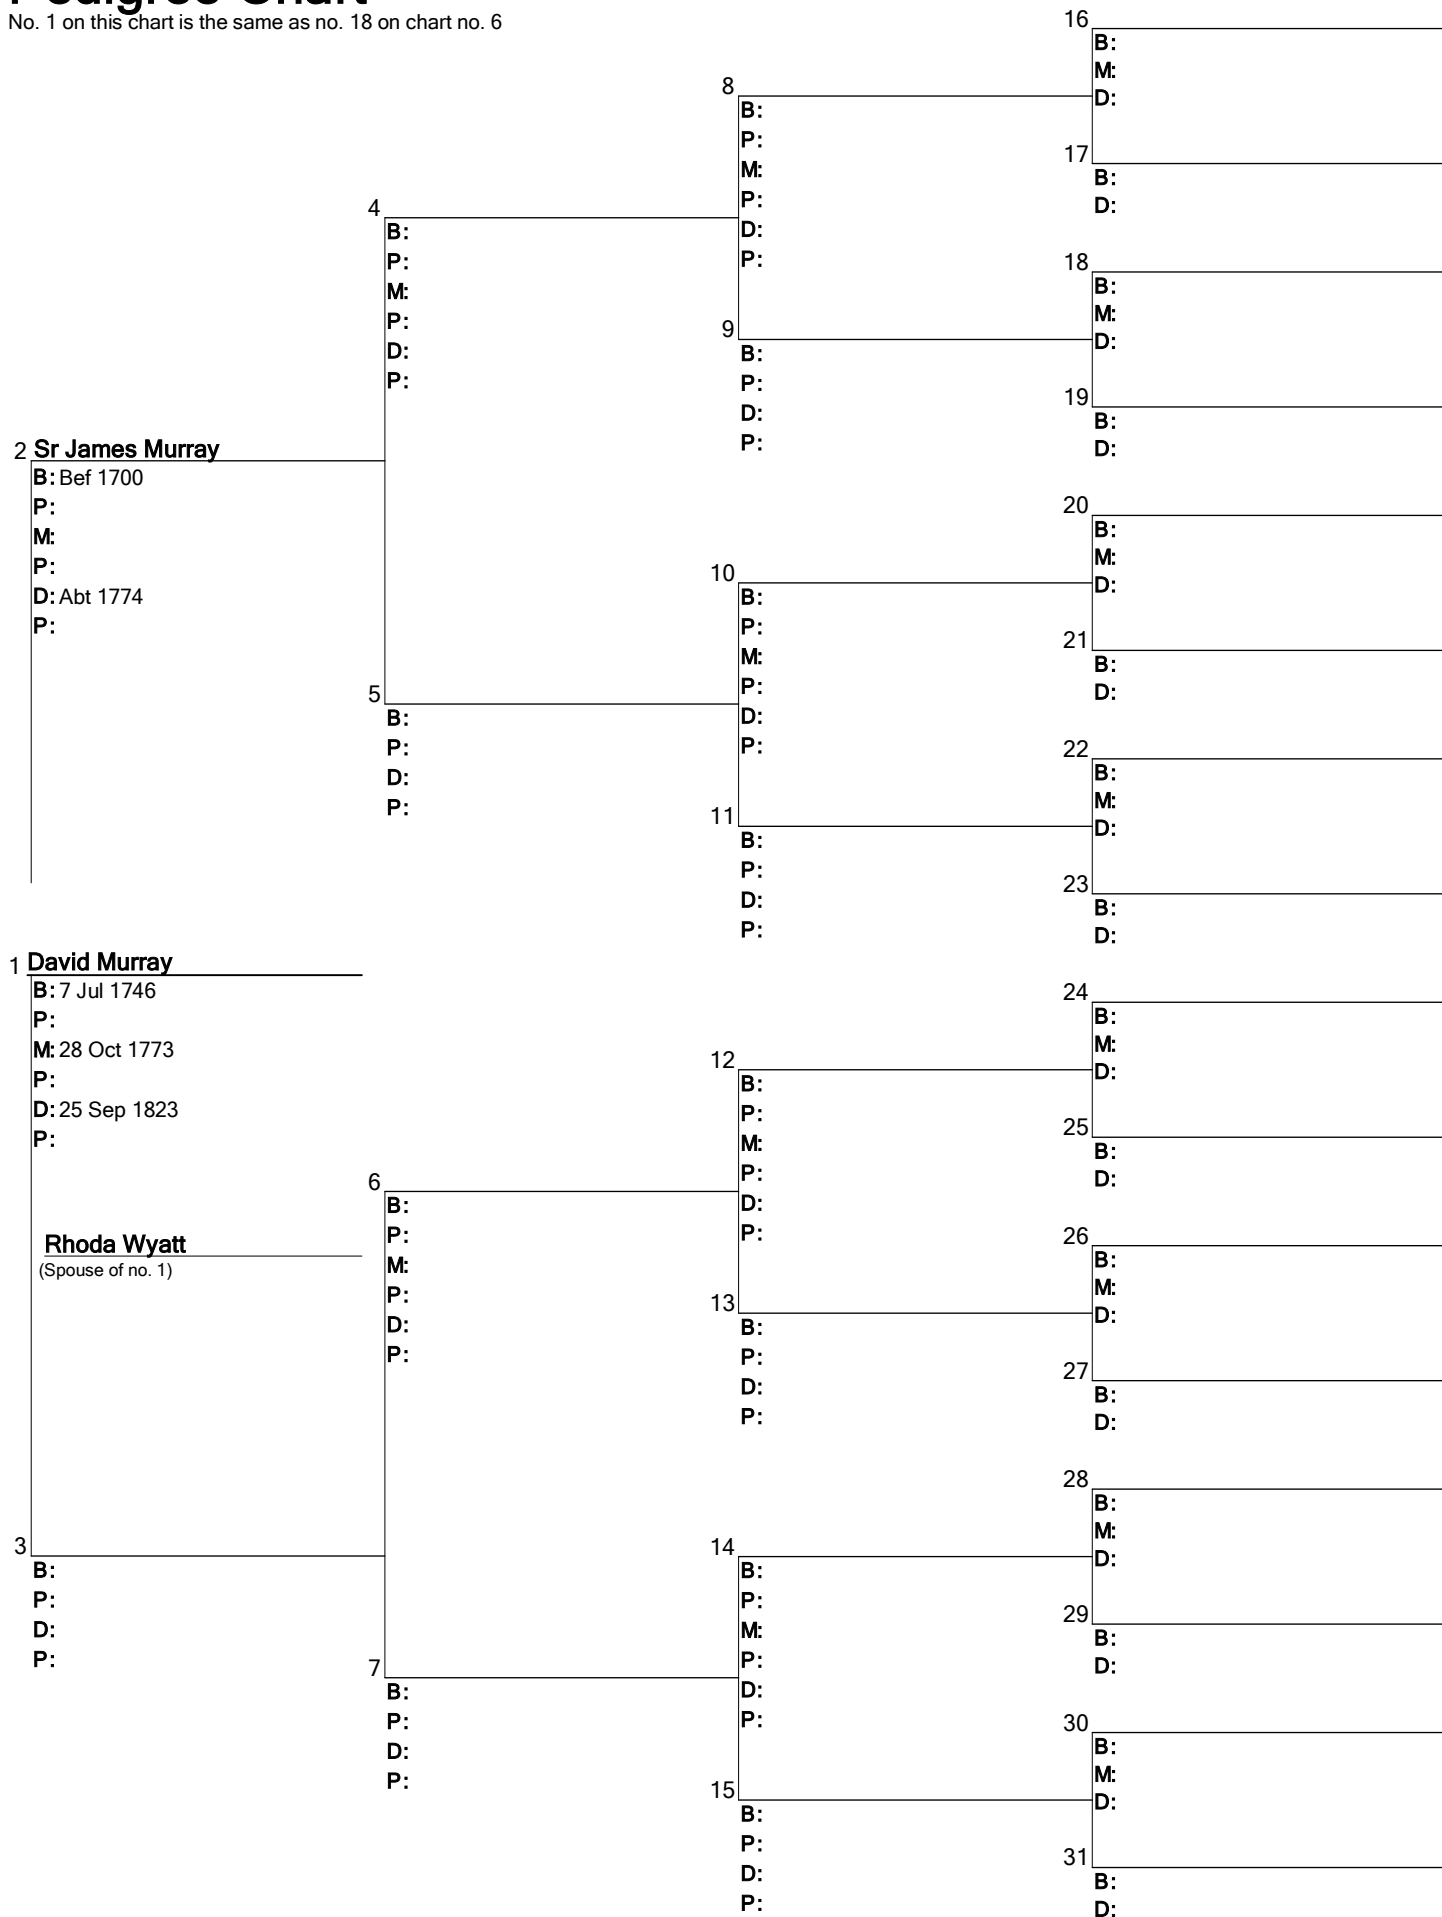 Pedigree Chart
No. 1 on this chart is the same as no. 18 on chart no. 6
16
B:
M:
D:
17
B:
D:
8
B:
P:
M:
P:
D:
P:
18
B:
M:
D:
19
B:
D:
9
B:
P:
D:
P:
4
B:
P:
M:
P:
D:
P:
2 Sr James Murray
B: Bef 1700
P:
M:
P:
D: Abt 1774
P:
20
B:
M:
D:
21
B:
D:
10
B:
P:
M:
P:
D:
P:
5
B:
P:
D:
P:
22
B:
M:
D:
23
B:
D:
11
B:
P:
D:
P:
1 David Murray
B: 7 Jul 1746
P:
M: 28 Oct 1773
P:
D: 25 Sep 1823
P:
Rhoda Wyatt
(Spouse of no. 1)
24
B:
M:
D:
25
B:
D:
12
B:
P:
M:
P:
D:
P:
6
B:
P:
M:
P:
D:
P:
26
B:
M:
D:
27
B:
D:
13
B:
P:
D:
P:
3
B:
P:
D:
P:
28
B:
M:
D:
29
B:
D:
14
B:
P:
M:
P:
D:
P:
7
B:
P:
D:
P:
30
B:
M:
D:
31
B:
D:
15
B:
P:
D:
P: